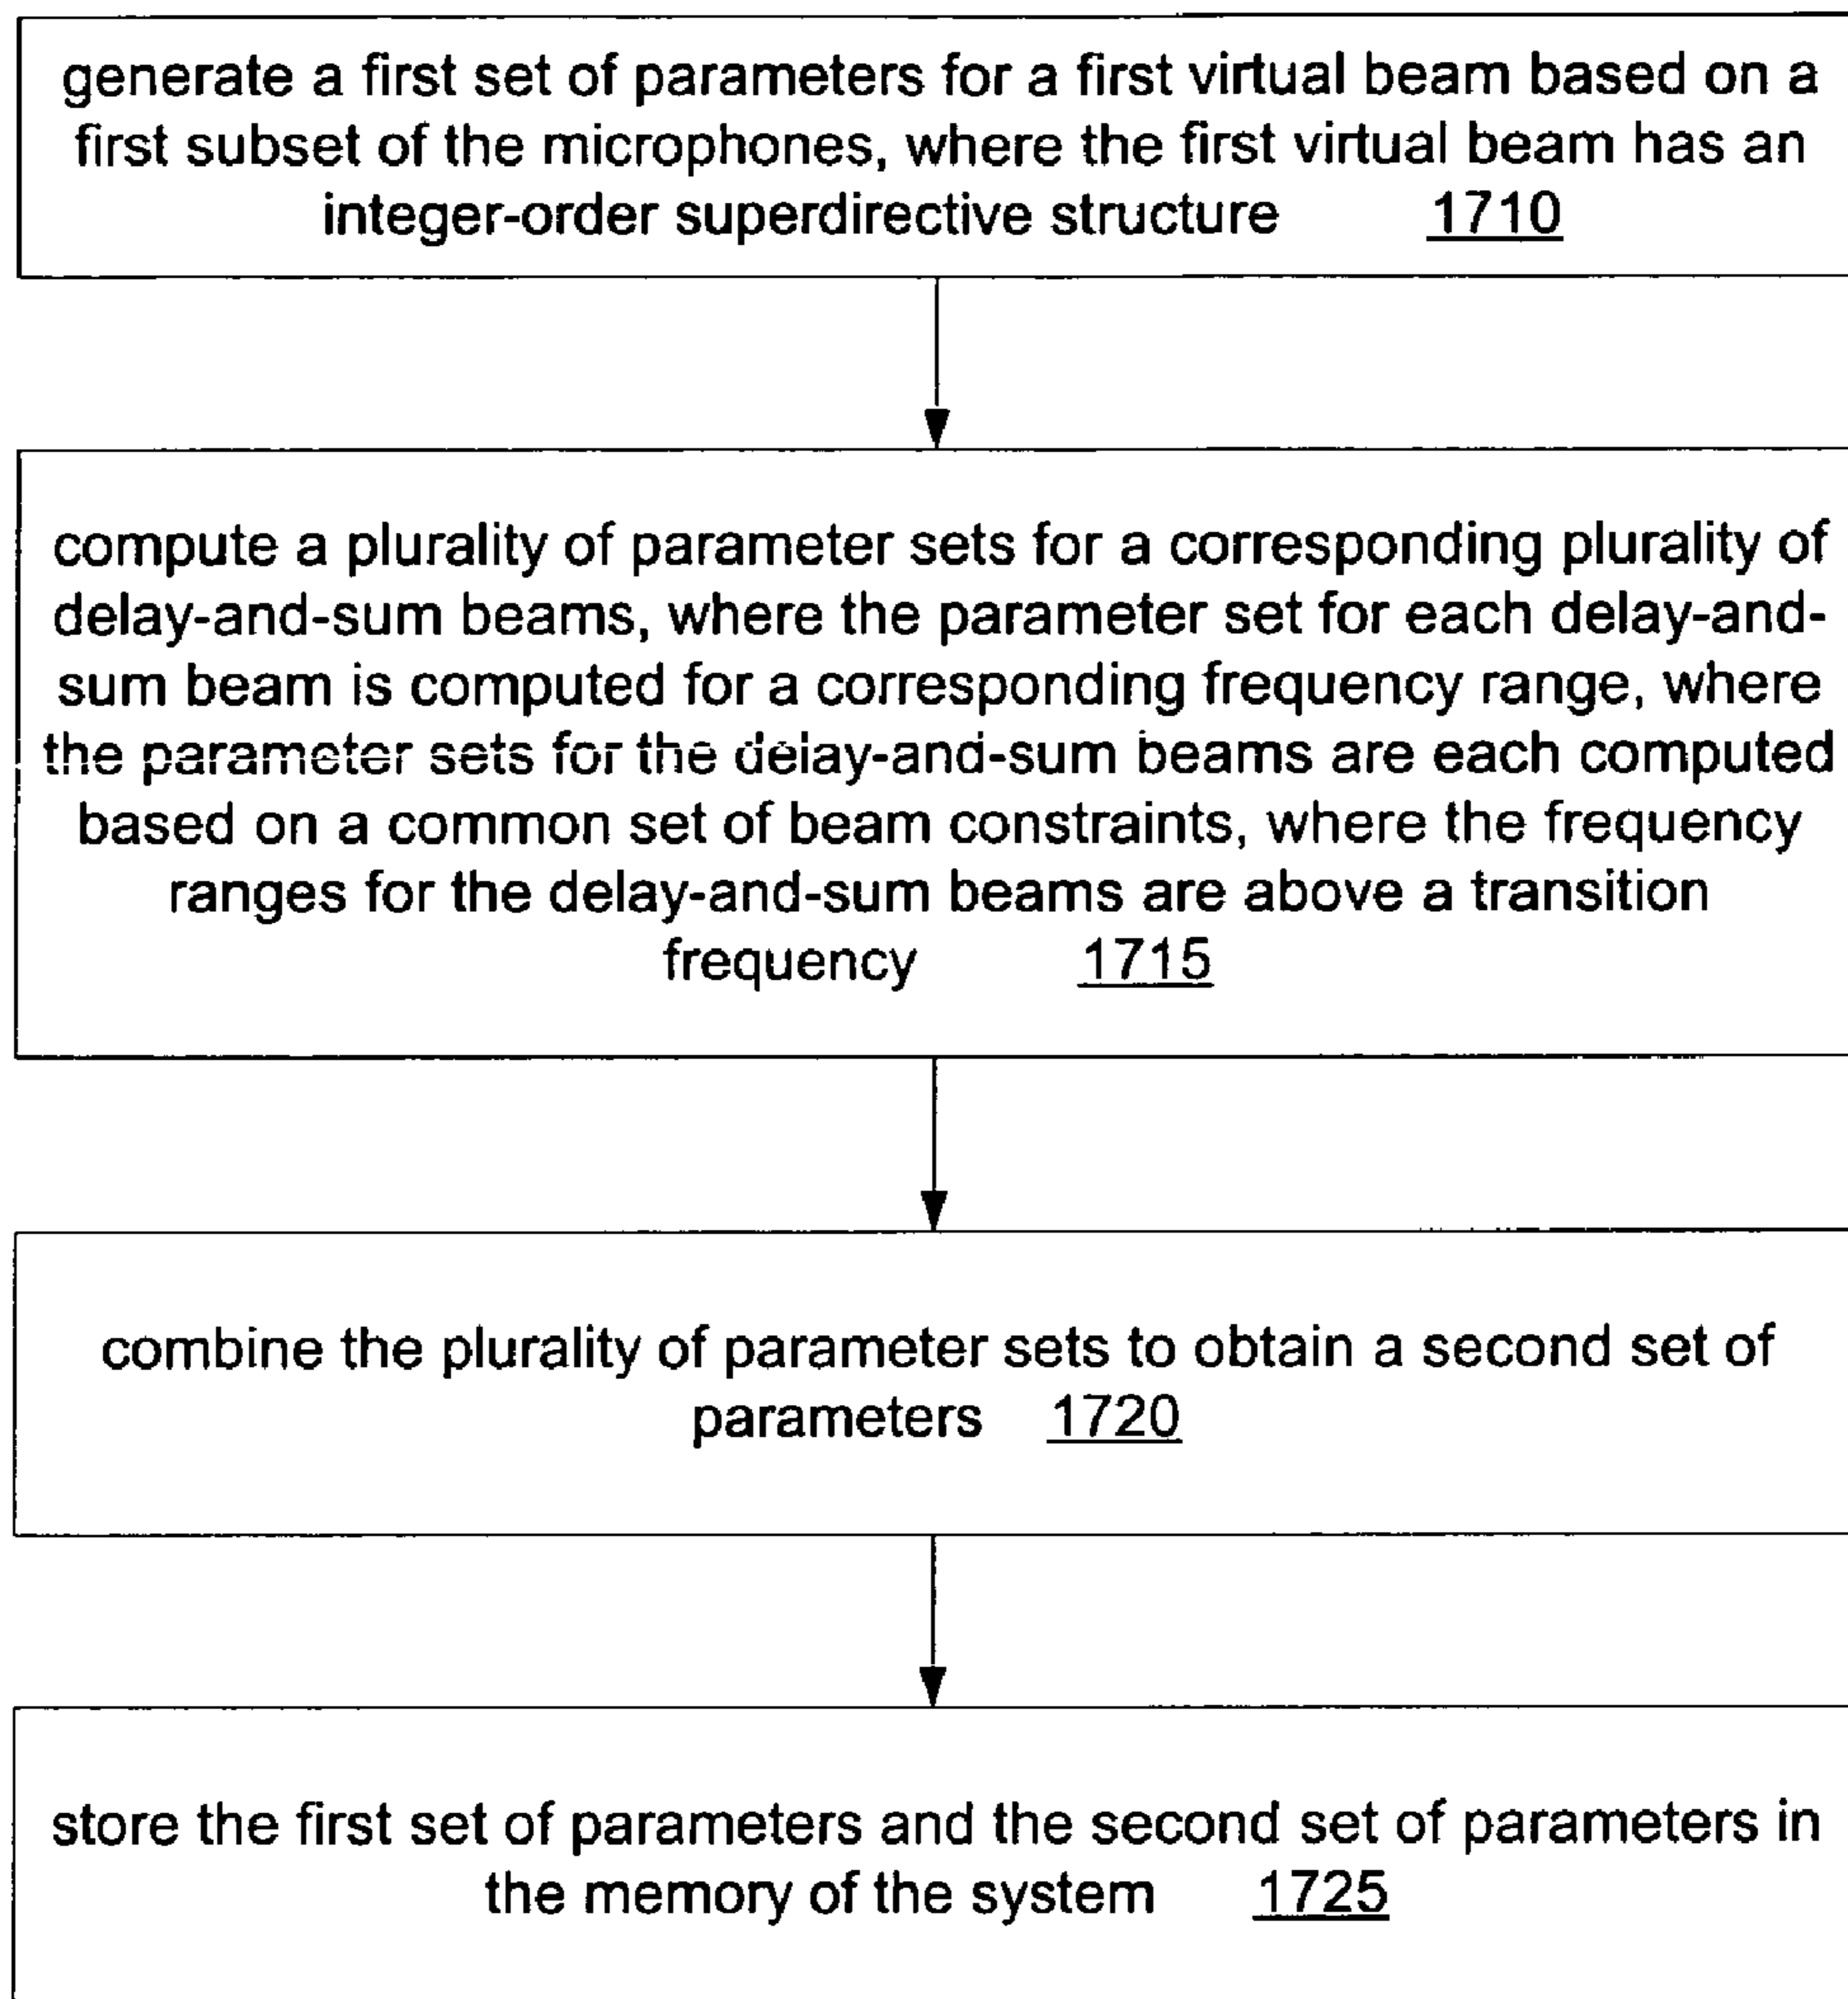 generate a first set of parameters for a first virtual beam based on a
first subset of the microphones, where the first virtual beam has an
integer-order superdirective structure 1710
compute a plurality of parameter sets for a corresponding plurality of
delay-and-sum beams, where the parameter set for each delay-and-
sum beam is computed for a corresponding frequency range, where
the parameter sets for the delay-and-sum beams are each computed
based on a common set of beam constraints, where the frequency
ranges for the delay-and-sum beams are above a transition
frequency 1715
combine the plurality of parameter sets to obtain a second set of
parameters 1720
store the first set of parameters and the second set of parameters in
the memory of the system 1725